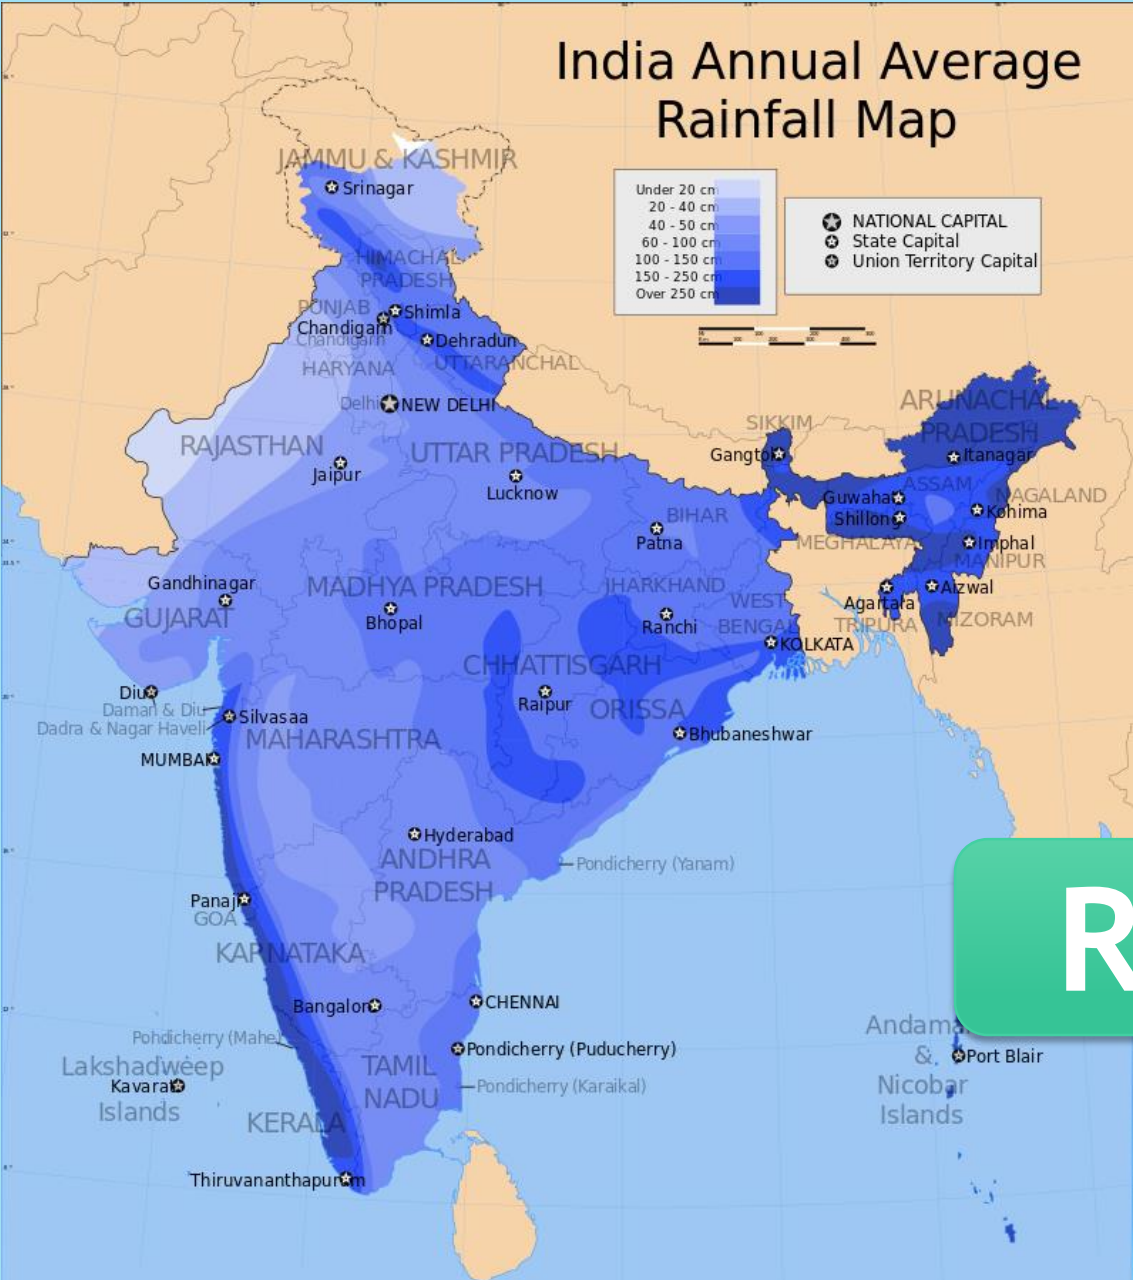 India Annual Average
Rainfall Map
Under 20 cm
20 - 40 cm
40 - 50 cm
60 - 100 cm
100 - 150 cm
150 - 250 cm
Over 250 cm
NATIONAL CAPITAL
State Capital
Union Territory Capital
JAMMU & KASHMIR
Srinagar
HIMACHAL
PRADESH
PUNJAB
Shimla
Chandigarh
Chandigarh
Dehradun
HARYANA
UTTARANCHAL
Delhi
NEW DELHI
ARUNACHAL
PRADESH
SIKKIM
RAJASTHAN
UTTAR PRADESH
Gangtok
Itanagar
Jaipur
Lucknow
ASSAM
Guwahati
NAGALAND
Kohima
Shillong
BIHAR
Patna
MEGHALAYA
Imphal
MANIPUR
Gandhinagar
MADHYA PRADESH
JHARKHAND
Aizwal
GUJARAT
Bhopal
WEST
BENGAL
Ranchi
Agartala
TRIPURA
MIZORAM
KOLKATA
CHHATTISGARH
Diu
Raipur
ORISSA
Daman & Diu
Dadra & Nagar Haveli
Silvasaa
MAHARASHTRA
Bhubaneshwar
MUMBAI
Hyderabad
ANDHRA
PRADESH
Pondicherry (Yanam)
Panaji
GOA
R
KARNATAKA
Bangalore
CHENNAI
Andaman
&
Nicobar
Islands
Port Blair
Pohdicherry (Mahe)
Pondicherry (Puducherry)
Lakshadweep
Islands
Kavarati
TAMIL
NADU
Pondicherry (Karaikal)
KERALA
Thiruvananthapuram